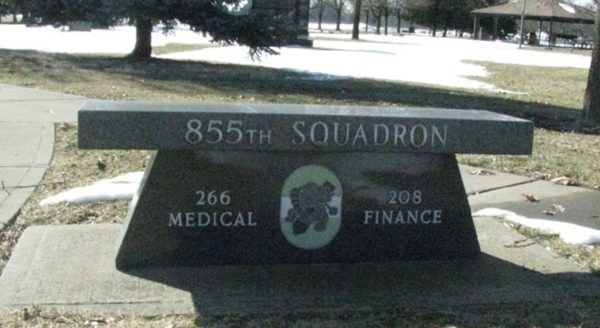 855TH SQUADRON
266
MEDICAL
208
FINANCE